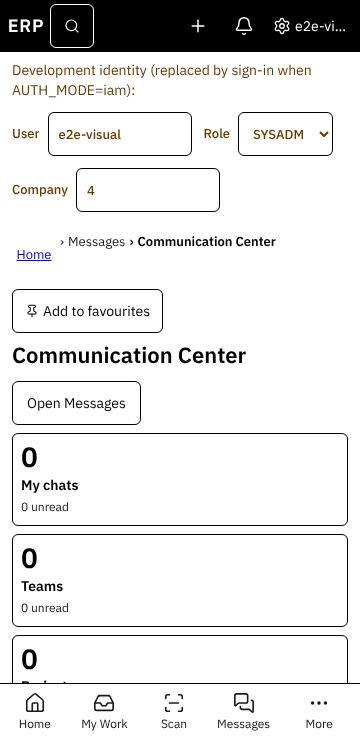 ERP e2e-vi...
Development identity (replaced by sign-in when
AUTH_MODE=iam):
User e2e-visual Role SYSADM
Company 4
Home › Messages › Communication Center
Add to favourites
Communication Center
Open Messages
0
My chats
0 unread
0
Teams
0 unread
0
Home My Work Scan Messages More